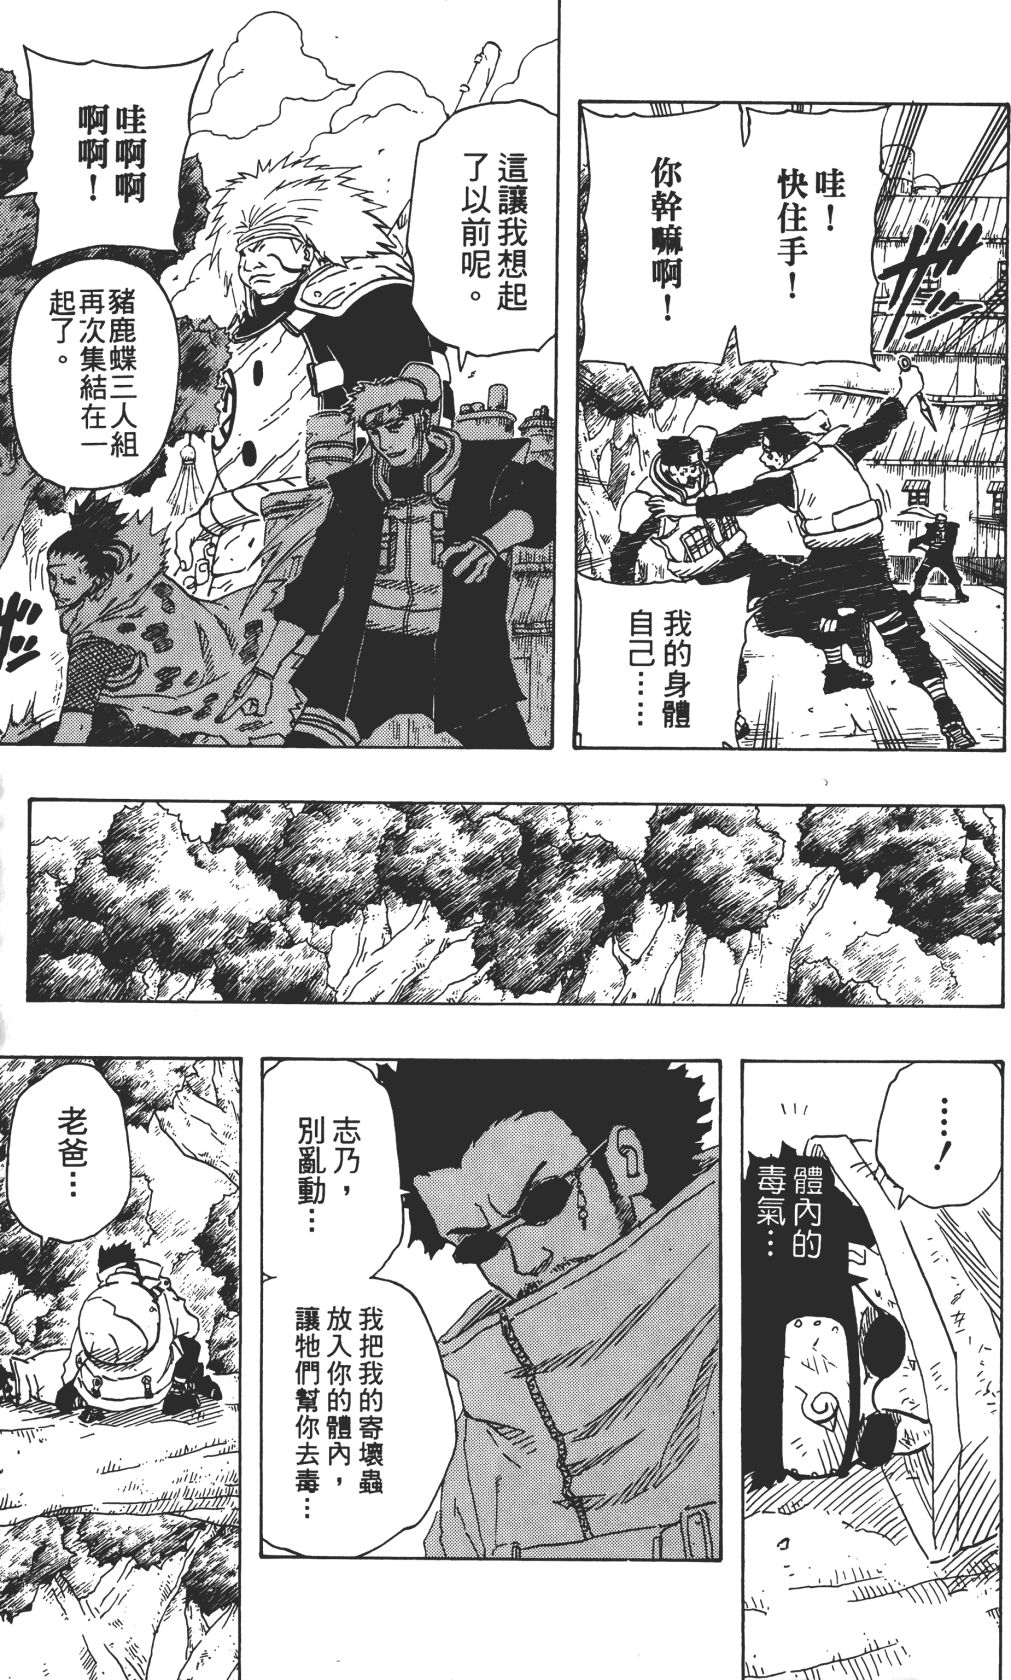 哇！
快住手！
你幹嘛啊！
我的身體
自己……
這讓我想起
了以前呢。
哇啊啊
啊啊！
豬鹿蝶三人組
再次集結在一
起了。
…！
體內的
毒氣…
志乃，
別亂動…
我把我的寄壞蟲
放入你的體內，
讓牠們幫你去毒…
老爸…